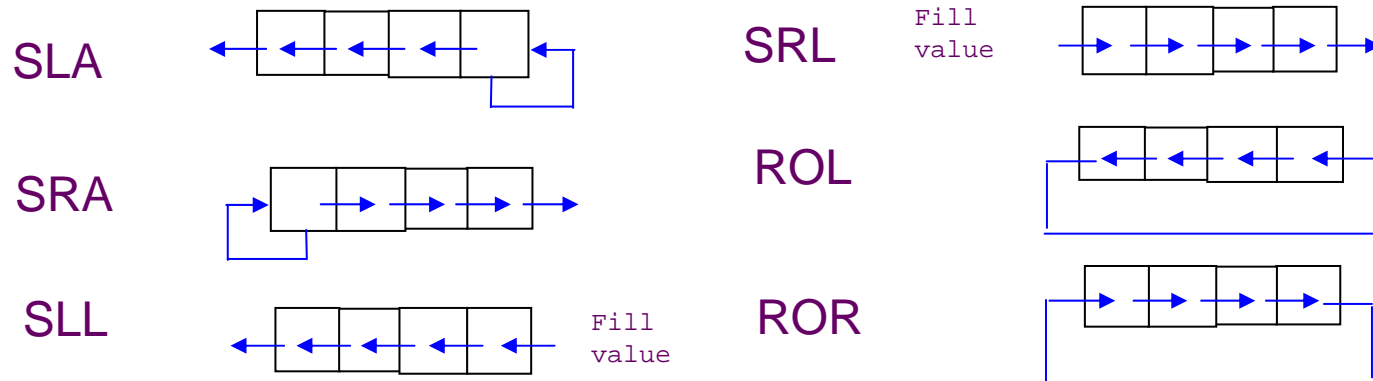 SLA
SRA
SLL
Fill
value
SRL
Fill
value
ROL
ROR